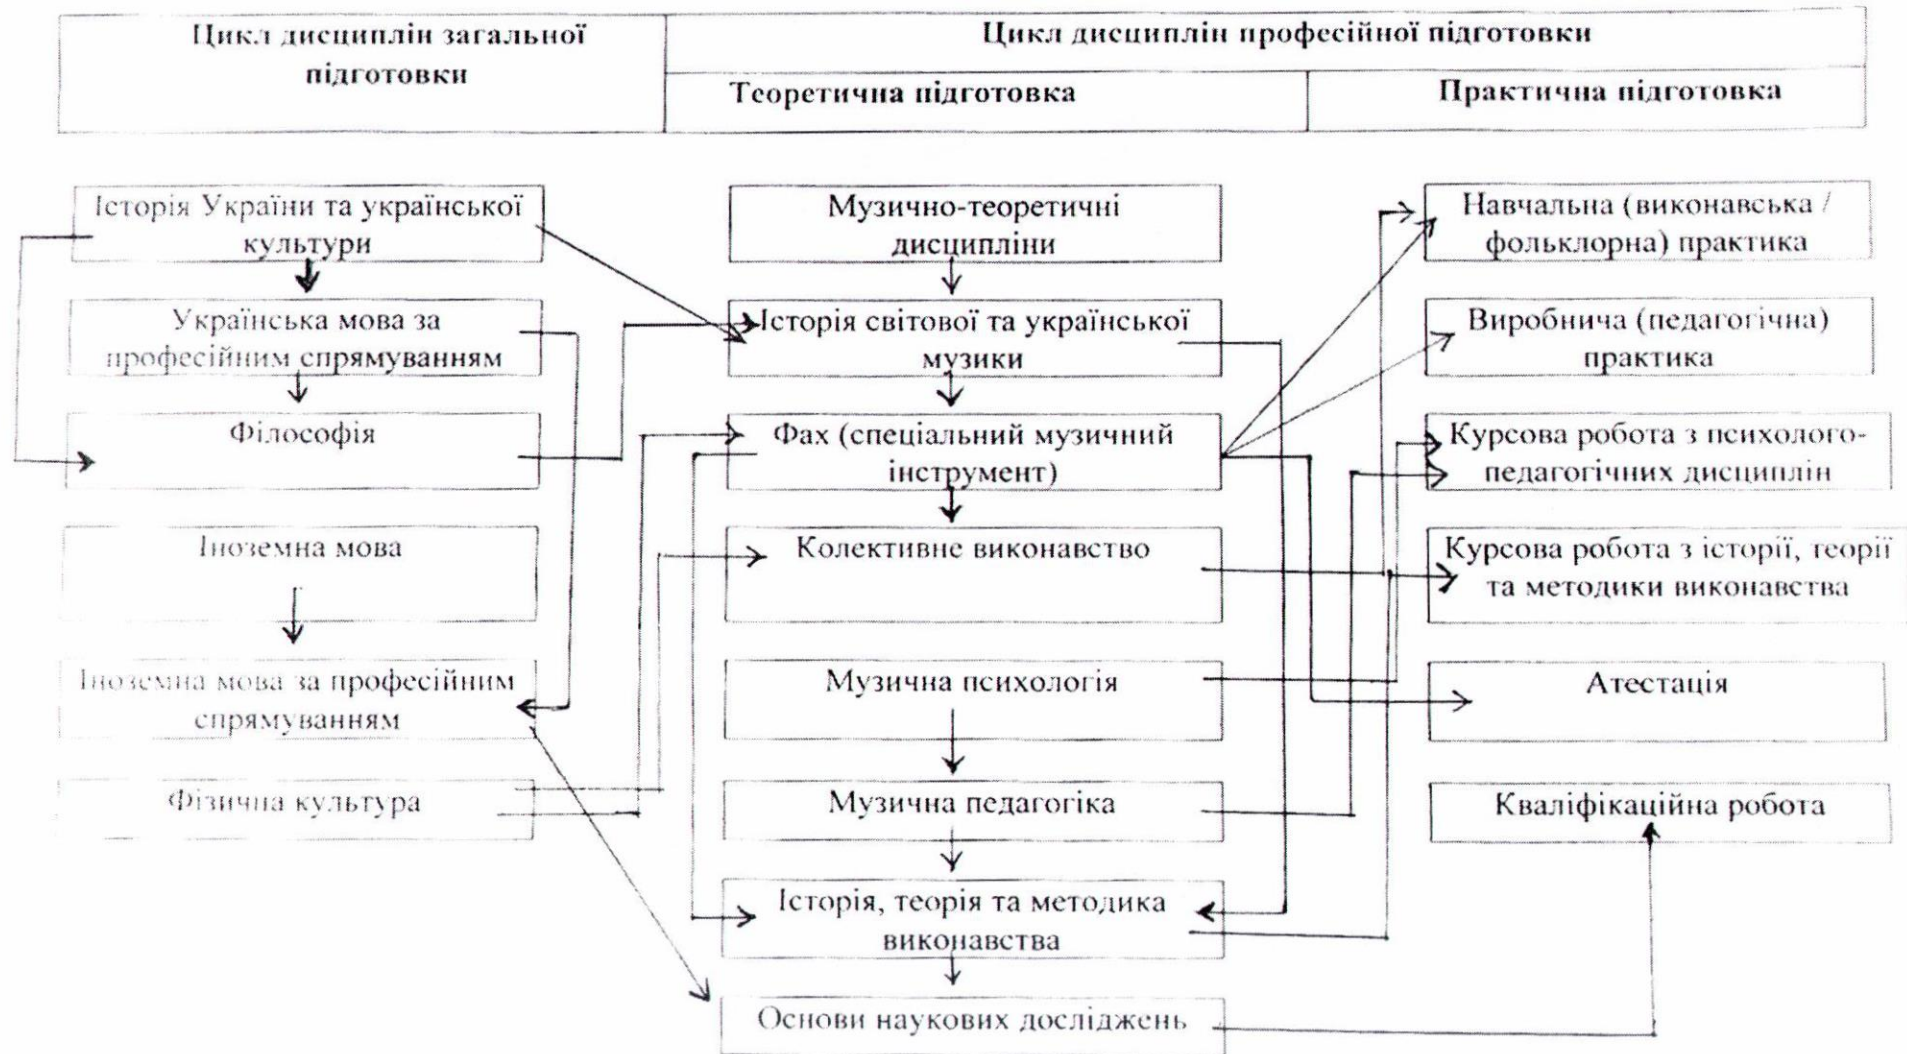 Цикл дисциплін загальної
підготовки
Цикл дисциплін професійної підготовки
Теоретична підготовка
Практична підготовка
Історія України та української
культури
Українська мова за
професійним спрямуванням
Філософія
Іноземна мова
Іноземна мова за професійним
спрямуванням
Фізична культура
Музично-теоретичні
дисципліни
Історія світової та української
музики
Фах (спеціальний музичний
інструмент)
Колективне виконавство
Музична психологія
Музична педагогіка
Історія, теорія та методика
виконавства
Основи наукових досліджень
Навчальна (виконавська /
фольклорна) практика
Виробнича (педагогічна)
практика
Курсова робота з психолого-
педагогічних дисциплін
Курсова робота з історії, теорії
та методики виконавства
Атестація
Кваліфікаційна робота